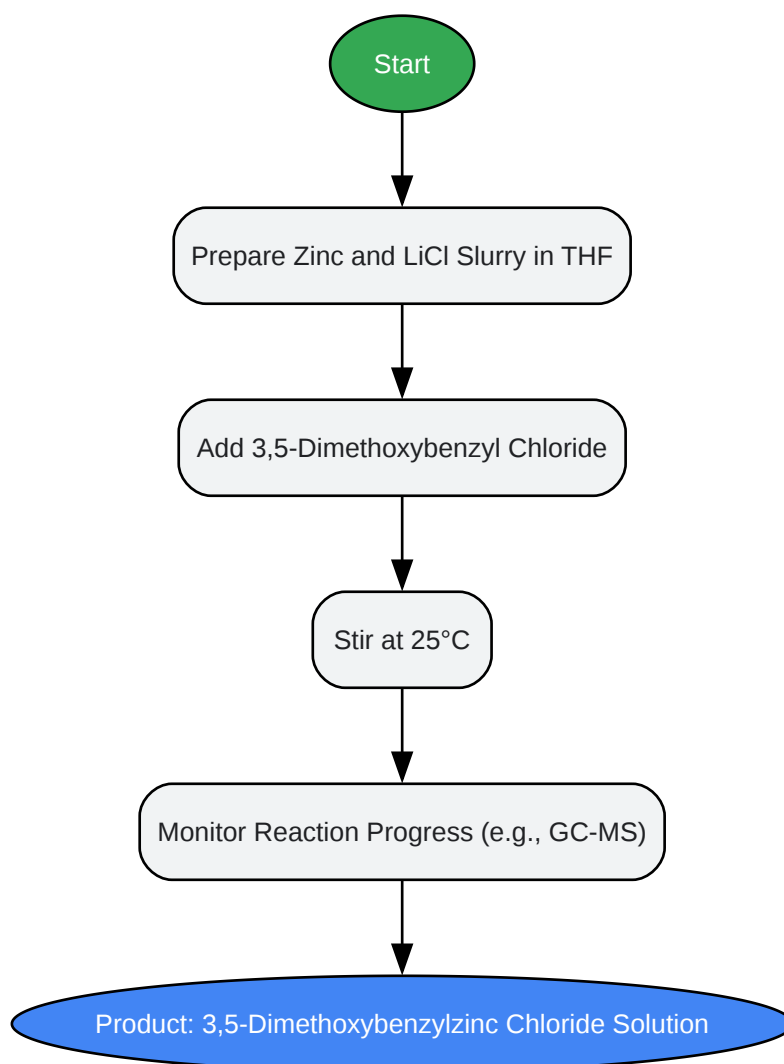 Start
Prepare Zinc and LiCl Slurry in THF
Add 3,5-Dimethoxybenzyl Chloride
Stir at 25°C
Monitor Reaction Progress (e.g., GC-MS)
Product: 3,5-Dimethoxybenzylzinc Chloride Solution